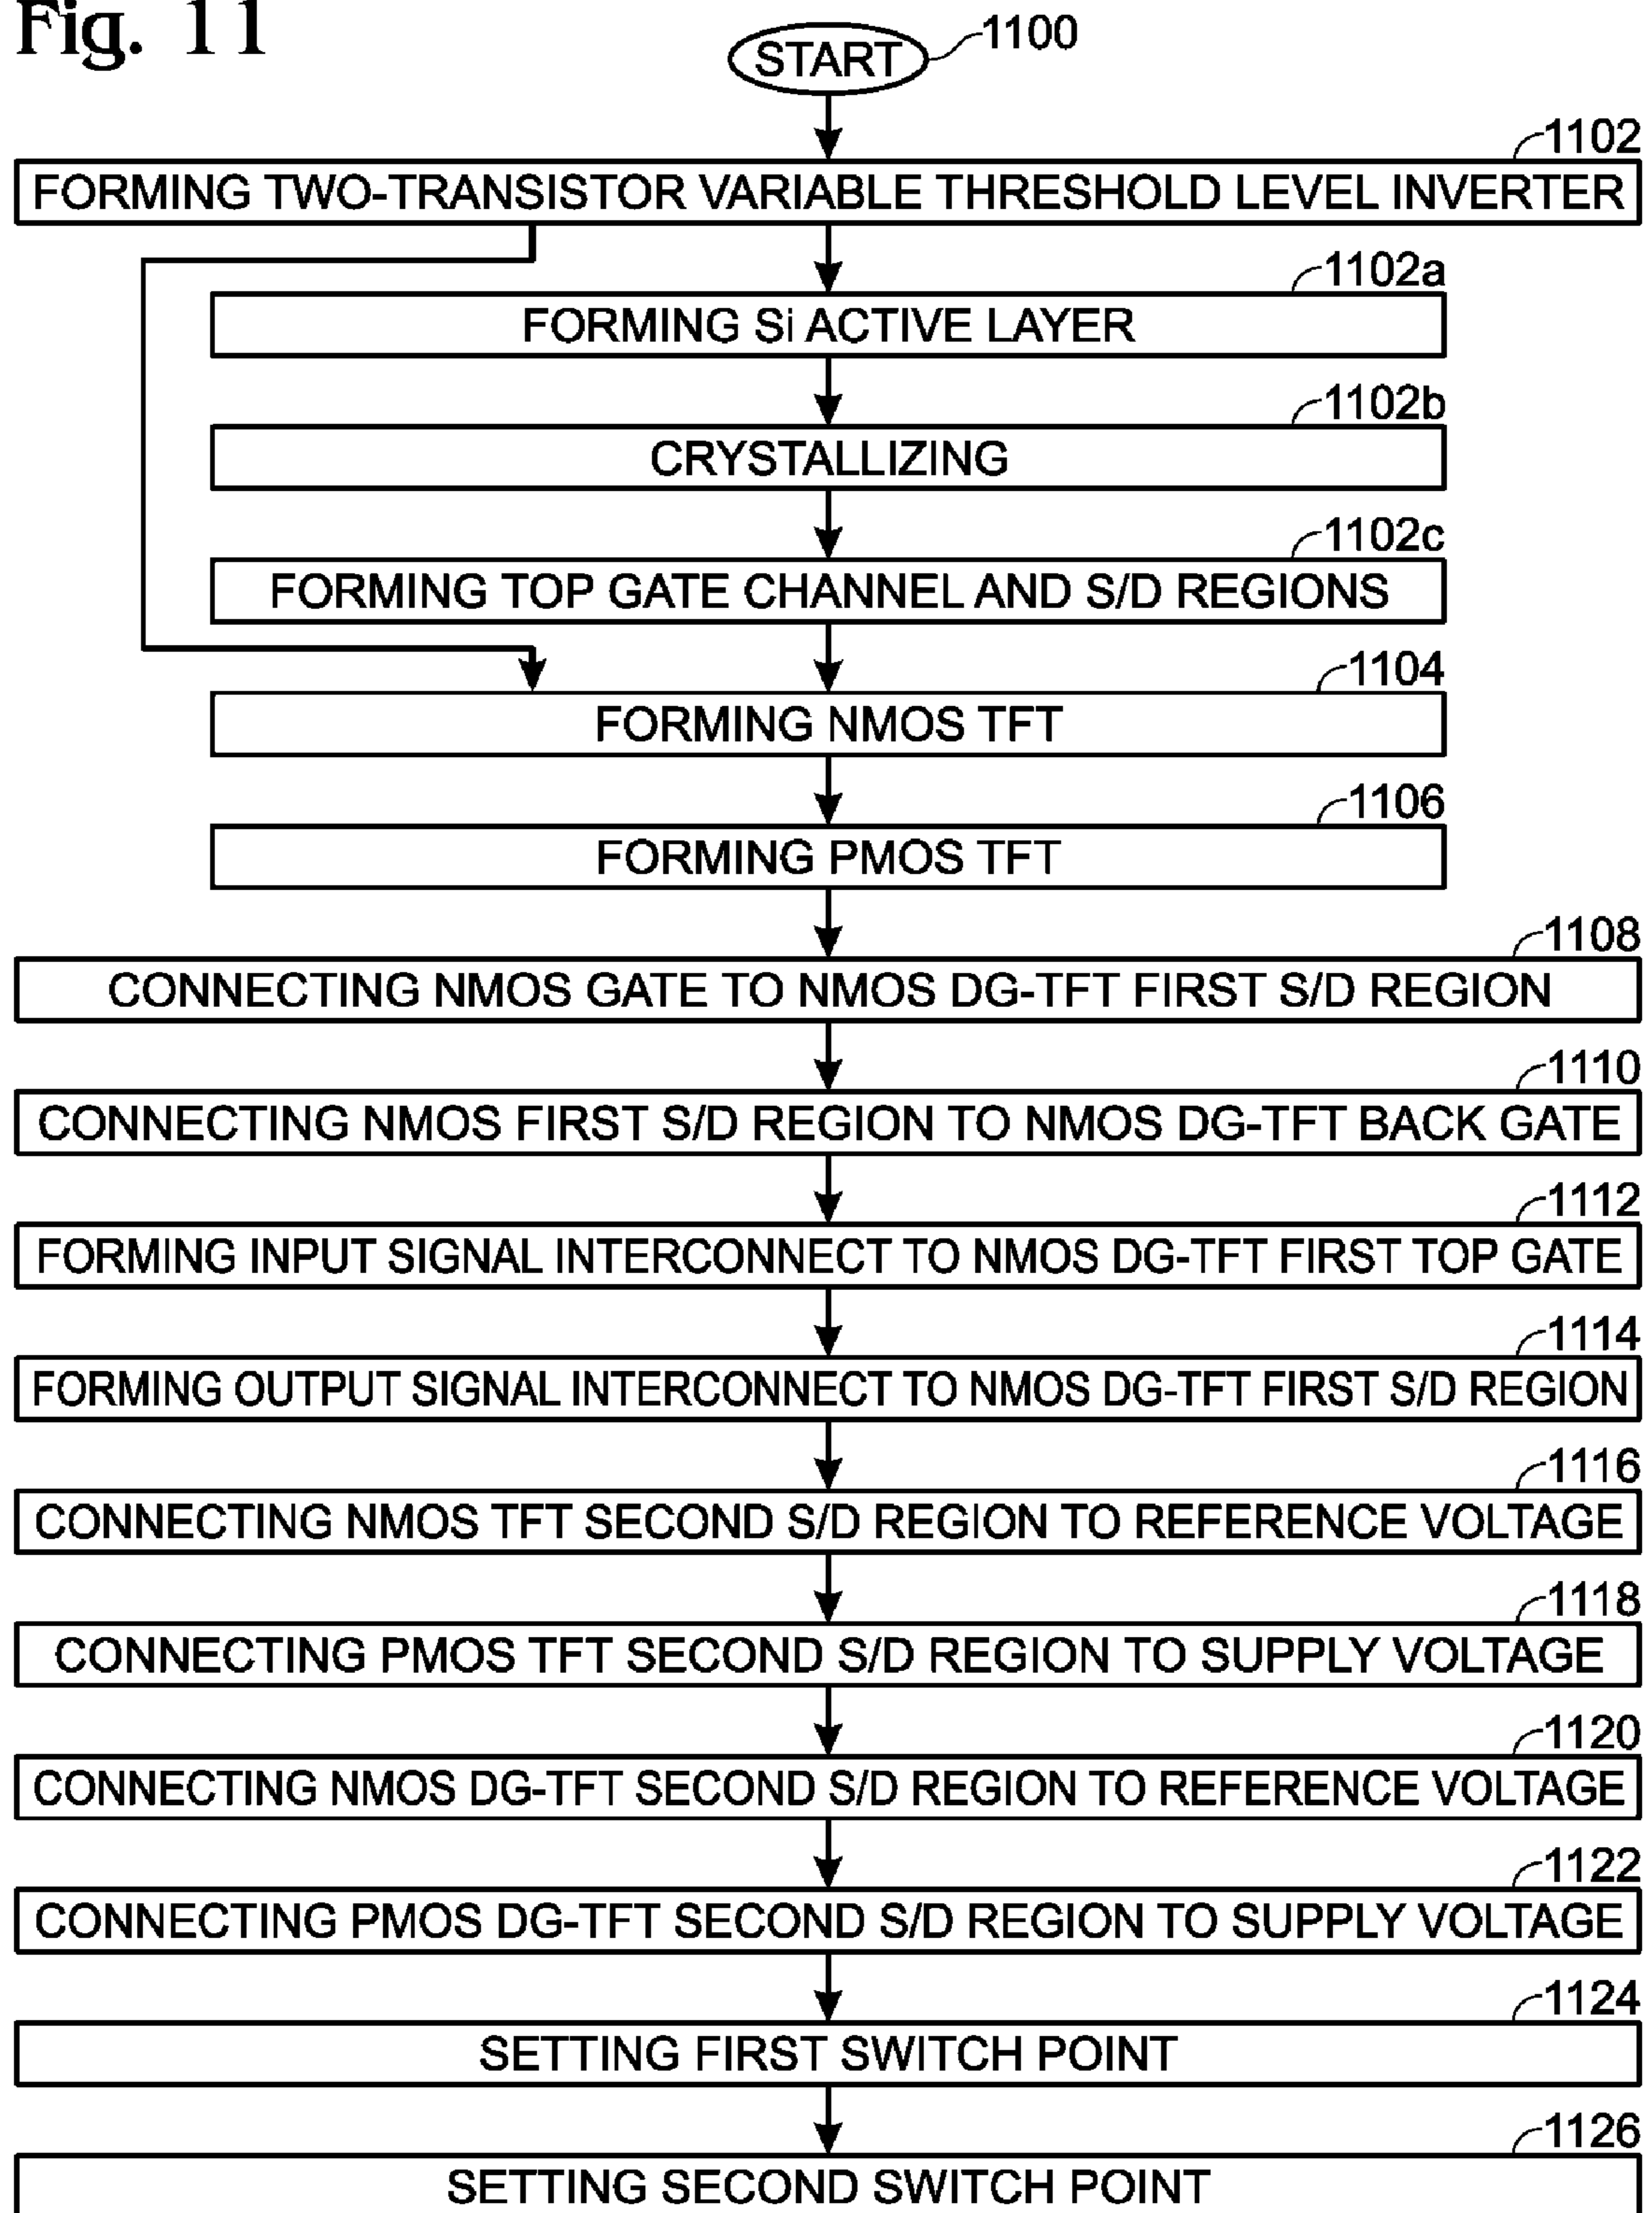 Fig. 11
START
1100
1102
FORMING TWO-TRANSISTOR VARIABLE THRESHOLD LEVEL INVERTER
1102a
FORMING Si ACTIVE LAYER
1102b
CRYSTALLIZING
1102c
FORMING TOP GATE CHANNEL AND S/D REGIONS
1104
FORMING NMOS TFT
1106
FORMING PMOS TFT
1108
CONNECTING NMOS GATE TO NMOS DG-TFT FIRST S/D REGION
1110
CONNECTING NMOS FIRST S/D REGION TO NMOS DG-TFT BACK GATE
1112
FORMING INPUT SIGNAL INTERCONNECT TO NMOS DG-TFT FIRST TOP GATE
1114
FORMING OUTPUT SIGNAL INTERCONNECT TO NMOS DG-TFT FIRST S/D REGION
1116
CONNECTING NMOS TFT SECOND S/D REGION TO REFERENCE VOLTAGE
1118
CONNECTING PMOS TFT SECOND S/D REGION TO SUPPLY VOLTAGE
1120
CONNECTING NMOS DG-TFT SECOND S/D REGION TO REFERENCE VOLTAGE
1122
CONNECTING PMOS DG-TFT SECOND S/D REGION TO SUPPLY VOLTAGE
1124
SETTING FIRST SWITCH POINT
1126
SETTING SECOND SWITCH POINT